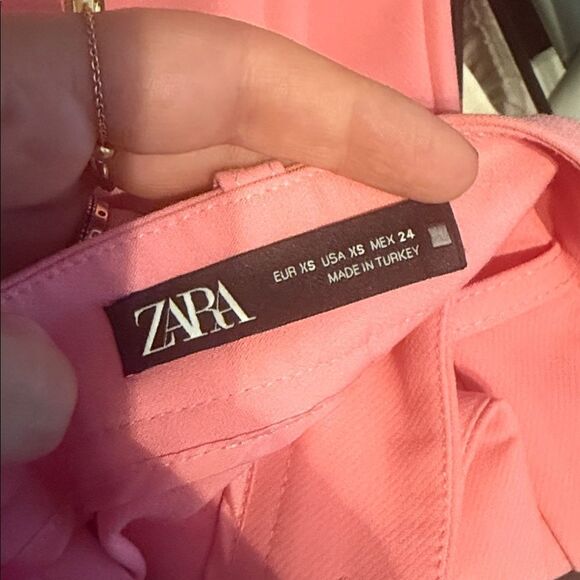 ZARA
EUR XS USA XS MEX 24
MADE IN TURKEY